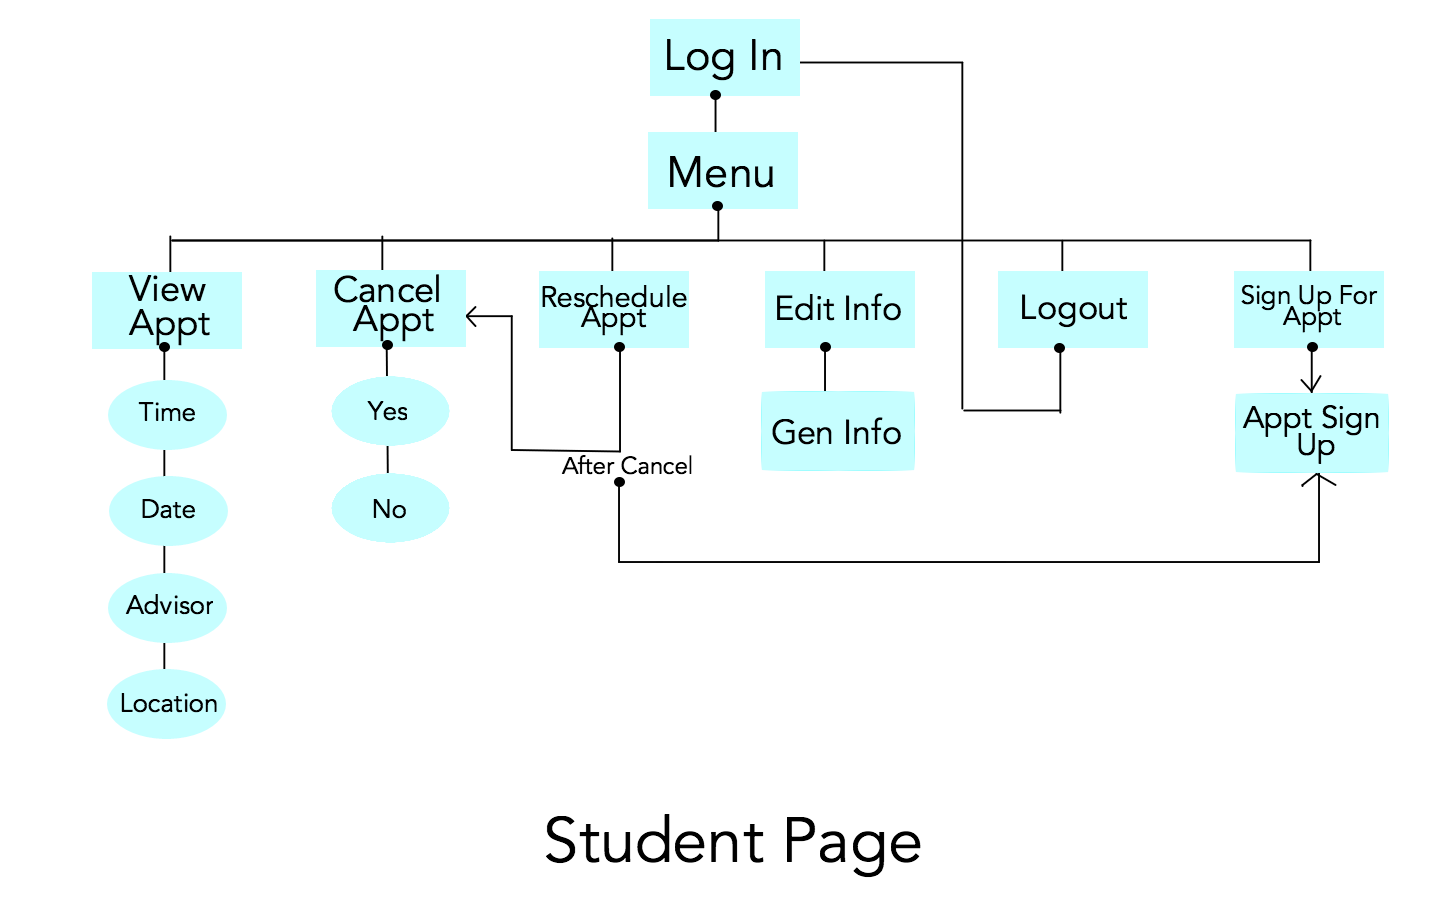 Log In
Menu
View
Appt
Cancel
Appt
Reschedule
Appt
Edit Info
Logout
Sign Up For
Appt
Time
Yes
Gen Info
Appt Sign
Up
After Cancel
Date
No
Advisor
Location
Student Page